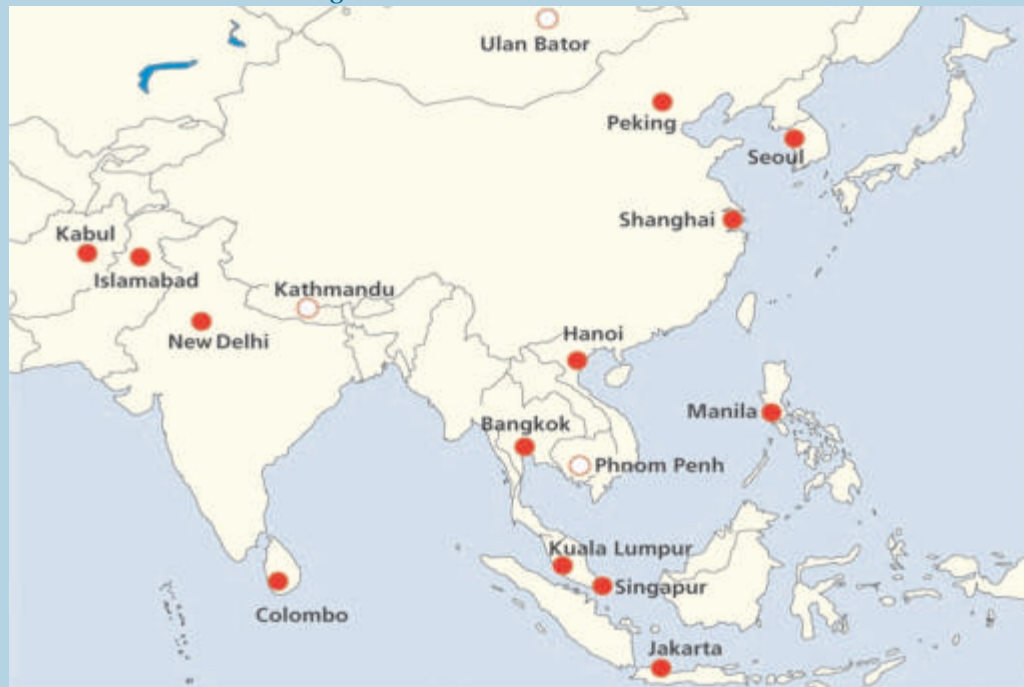 Ulan Bator
Peking
Seoul
Shanghai
Kabul
Islamabad
Kathmandu
New Delhi
Hanoi
Manila
Bangkok
Phnom Penh
Kuala Lumpur
Singapur
Colombo
Jakarta